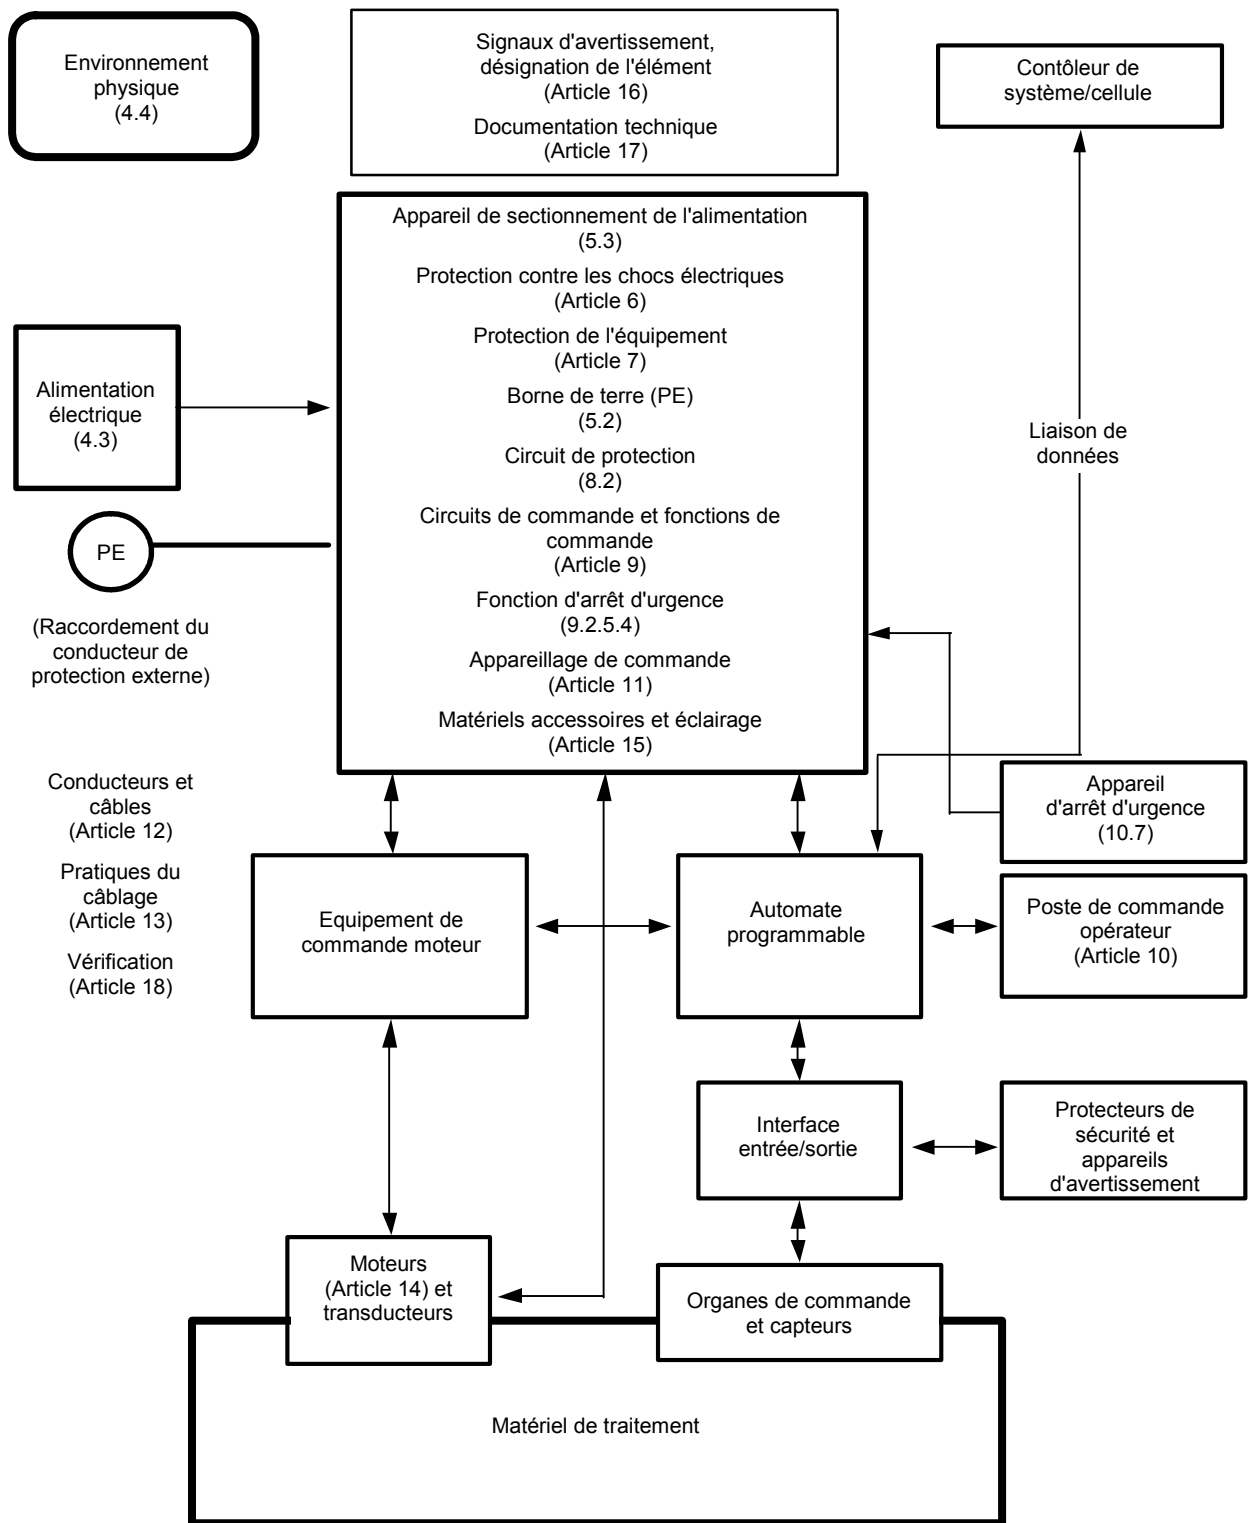 Environnement
physique
(4.4)
Signaux d'avertissement,
désignation de l'élément
(Article 16)
Documentation technique
(Article 17)
Contôleur de
système/cellule
Appareil de sectionnement de l'alimentation
(5.3)
Protection contre les chocs électriques
(Article 6)
Protection de l'équipement
(Article 7)
Borne de terre (PE)
(5.2)
Circuit de protection
(8.2)
Circuits de commande et fonctions de
commande
(Article 9)
Fonction d'arrêt d'urgence
(9.2.5.4)
Appareillage de commande
(Article 11)
Matériels accessoires et éclairage
(Article 15)
Alimentation
électrique
(4.3)
PE
(Raccordement du
conducteur de
protection externe)
Liaison de
données
Conducteurs et
câbles
(Article 12)
Pratiques du
câblage
(Article 13)
Vérification
(Article 18)
Appareil
d'arrêt d'urgence
(10.7)
Equipement de
commande moteur
Automate
programmable
Poste de commande
opérateur
(Article 10)
Interface
entrée/sortie
Protecteurs de
sécurité et
appareils
d'avertissement
Moteurs
(Article 14) et
transducteurs
Organes de commande
et capteurs
Matériel de traitement